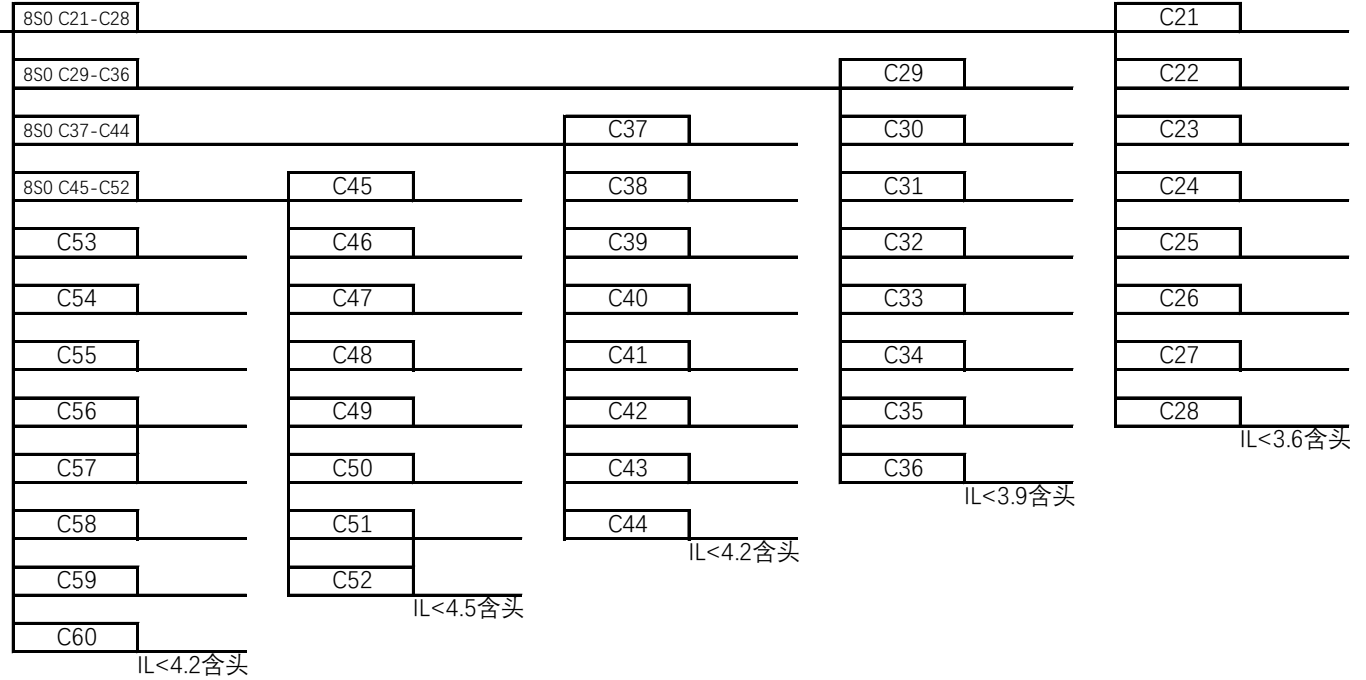 8S0 C21-C28
C21
8S0 C29-C36
C29
C22
8S0 C37-C44
C37
C30
C23
8S0 C45-C52
C45
C38
C31
C24
C53
C46
C39
C32
C25
C54
C47
C40
C33
C26
C55
C48
C41
C34
C27
C56
C49
C42
C35
C28
IL<3.6含头
C57
C50
C43
C36
IL<3.9含头
C58
C51
C44
IL<4.2含头
C59
C52
IL<4.5含头
C60
IL<4.2含头